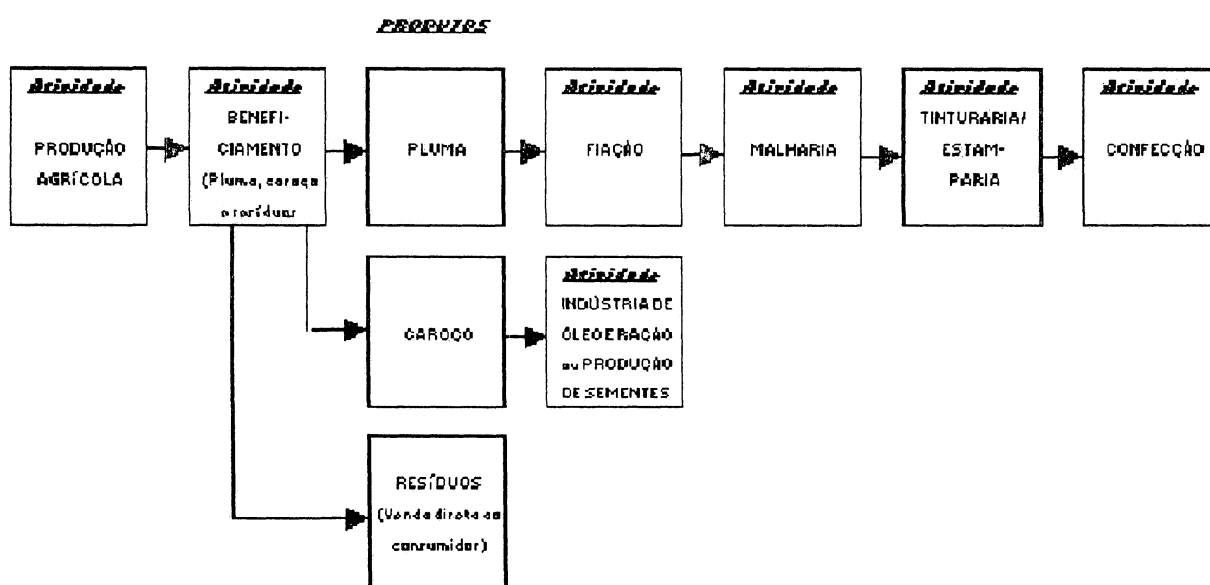 PRODUTOS
Atividade
PRODUÇÃO
AGRÍCOLA
Atividade
BENEFI-
CIAMENTO
(Pluma, caroço
e resíduos
PLUMA
Atividade
FIAÇÃO
Atividade
MALHARIA
Atividade
TINTURARIA/
ESTAM-
PARIA
Atividade
CONFECÇÃO
CAROÇO
Atividade
INDÚSTRIA DE
ÓLEO E RAÇÃO
ou PRODUÇÃO
DE SEMENTES
RESÍDUOS
(Venda direta ao
consumidor)